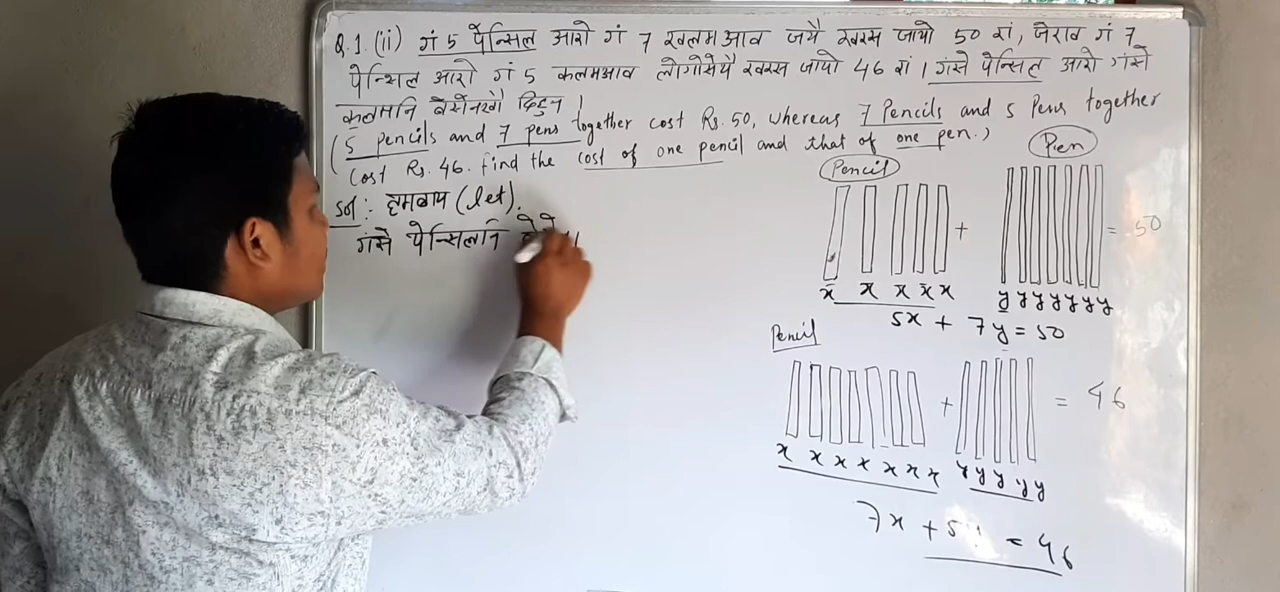 Q.1.(ii) गं 5 पेन्सिल आरो गं 7 खलमआव जयै खरस जायो 50 रां, जेराव गं 7
पेन्सिल आरो गं 5 कलमआव लोगोसेयै खरस जायो 46 रां। गंसे पेन्सिल आरो गंसे
कलमनि बेसेनखौ दिहुन।
(5 pencils and 7 pens together cost Rs. 50, whereas 7 Pencils and 5 Pens together
cost Rs. 46. Find the cost of one pencil and that of one pen.)
Soln:- हमबाय (let).
गंसे पेन्सिलनि
Pencil
Pen
+ = 50
x x x x x y y y y y y y
5x + 7y = 50
Pencil
+ = 46
x x x x x x x y y y y y
7x + 5 = 46